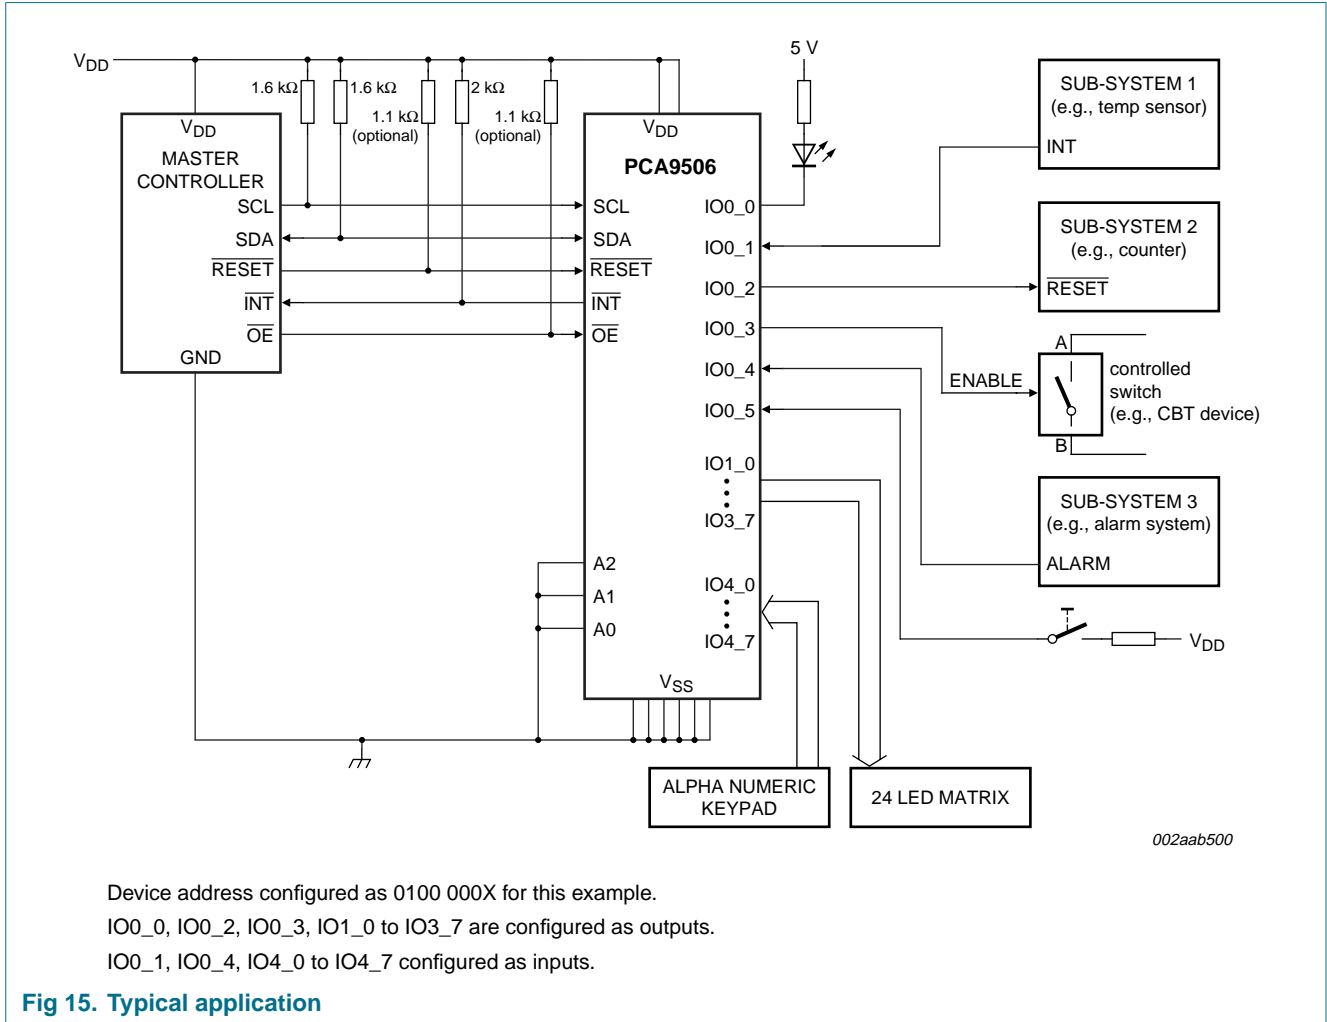 5 V
VDD
1.6 kΩ
1.6 kΩ
1.1 kΩ
(optional)
2 kΩ
1.1 kΩ
(optional)
VDD
MASTER
CONTROLLER
SCL
SDA
RESET
INT
OE
GND
VDD
PCA9506
SCL
SDA
RESET
INT
OE
A2
A1
A0
VSS
IO0_0
IO0_1
IO0_2
IO0_3
IO0_4
IO0_5
IO1_0
IO3_7
IO4_0
IO4_7
SUB-SYSTEM 1
(e.g., temp sensor)
INT
SUB-SYSTEM 2
(e.g., counter)
RESET
A
ENABLE
B
controlled
switch
(e.g., CBT device)
SUB-SYSTEM 3
(e.g., alarm system)
ALARM
VDD
ALPHA NUMERIC
KEYPAD
24 LED MATRIX
002aab500
Device address configured as 0100 000X for this example.
IO0_0, IO0_2, IO0_3, IO1_0 to IO3_7 are configured as outputs.
IO0_1, IO0_4, IO4_0 to IO4_7 configured as inputs.
Fig 15. Typical application